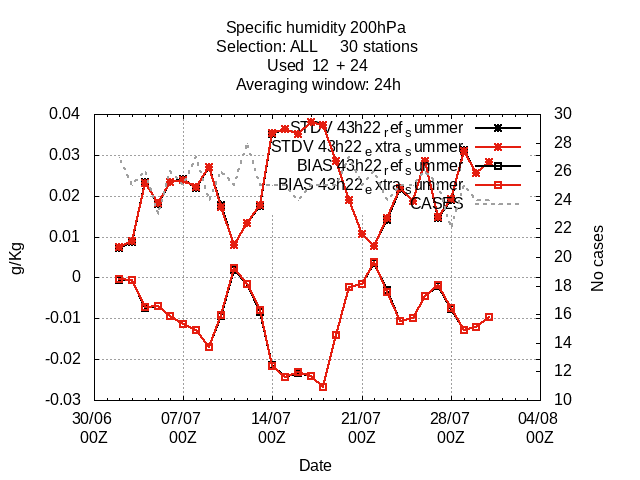 Specific humidity 200hPa
Selection: ALL 30 stations
Used 12 + 24
Averaging window: 24h
0.04
0.03
0.02
0.01
0
-0.01
-0.02
-0.03
g/Kg
STDV 43h22_ref_summer
STDV 43h22_extra_summer
BIAS 43h22_ref_summer
BIAS 43h22_extra_summer
CASES
30
28
26
24
22
20
18
16
14
12
10
No cases
30/06 07/07 14/07 21/07 28/07 04/08
00Z 00Z 00Z 00Z 00Z 00Z
Date